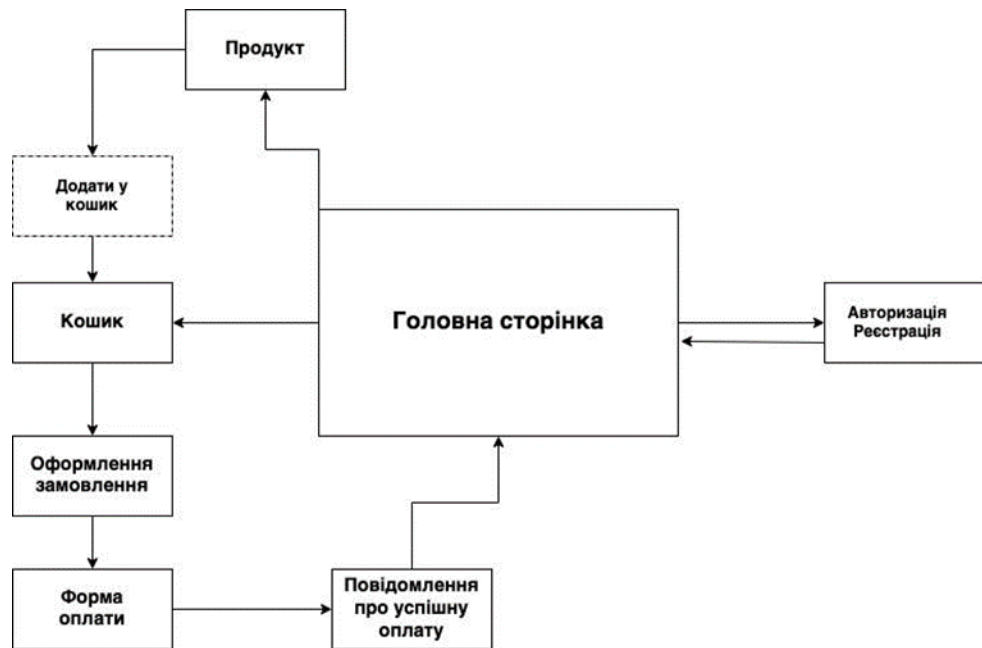 Продукт
Додати у
кошик
Кошик
Головна сторінка
Авторизація
Реєстрація
Оформлення
замовлення
Форма
оплати
Повідомлення
про успішну
оплату